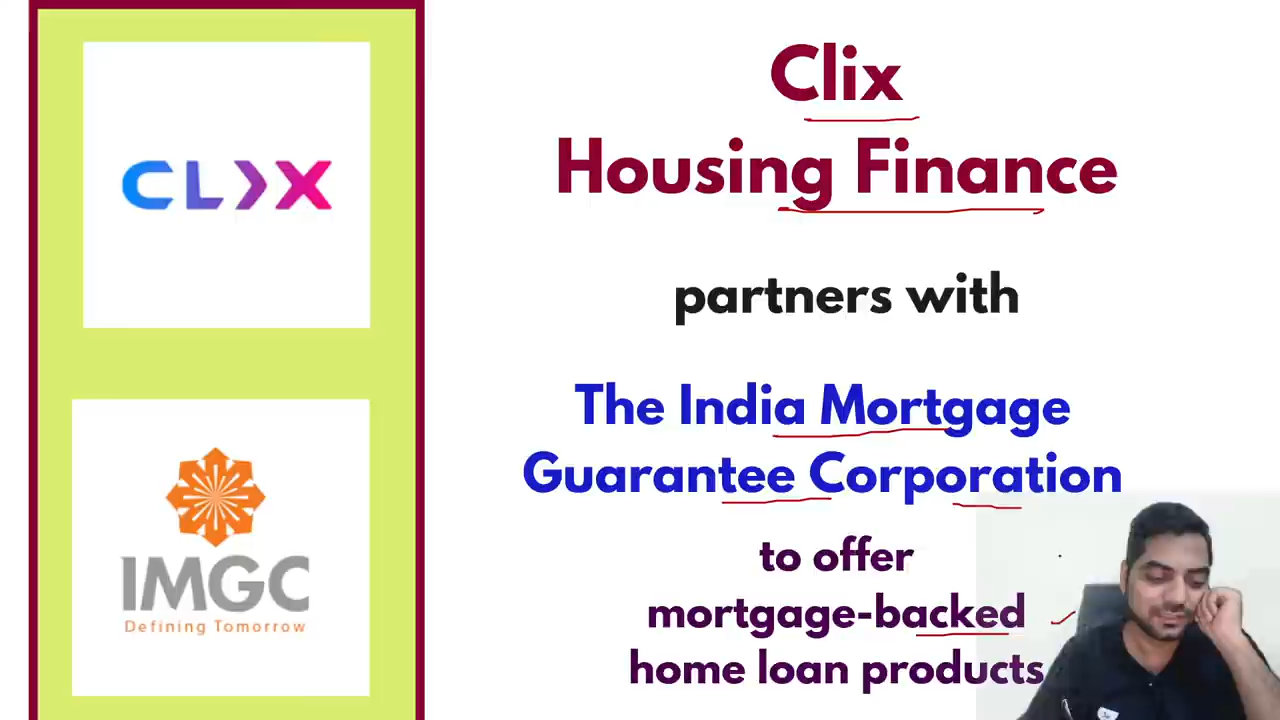 CLIX
IMGC
Defining Tomorrow
Clix
Housing Finance
partners with
The India Mortgage
Guarantee Corporation
to offer
mortgage-backed
home loan products